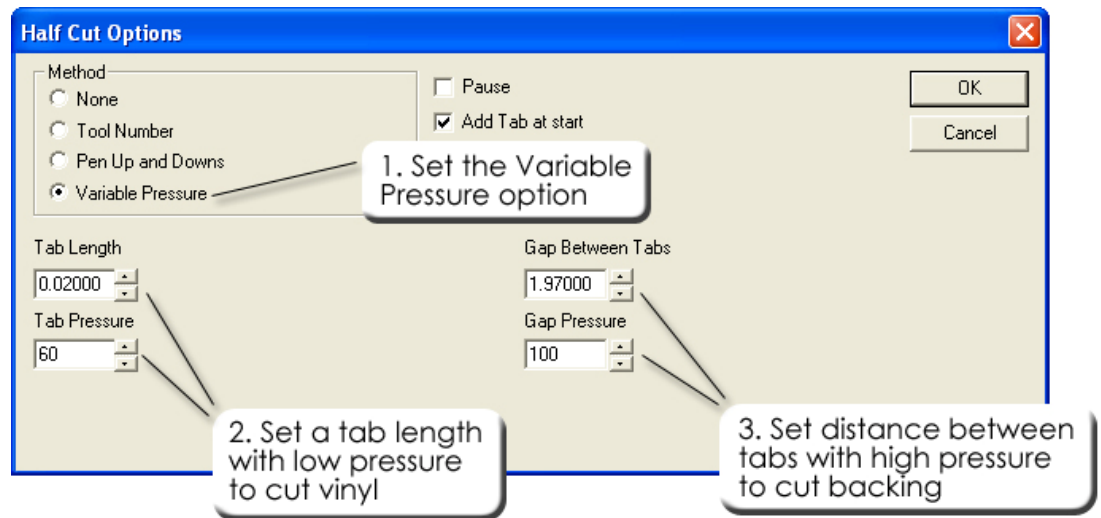 Half Cut Options
Method
None
Tool Number
Pen Up and Downs
Variable Pressure
Pause
Add Tab at start
OK
Cancel
1. Set the Variable
Pressure option
Tab Length
0.02000
Tab Pressure
60
Gap Between Tabs
1.97000
Gap Pressure
100
2. Set a tab length
with low pressure
to cut vinyl
3. Set distance between
tabs with high pressure
to cut backing